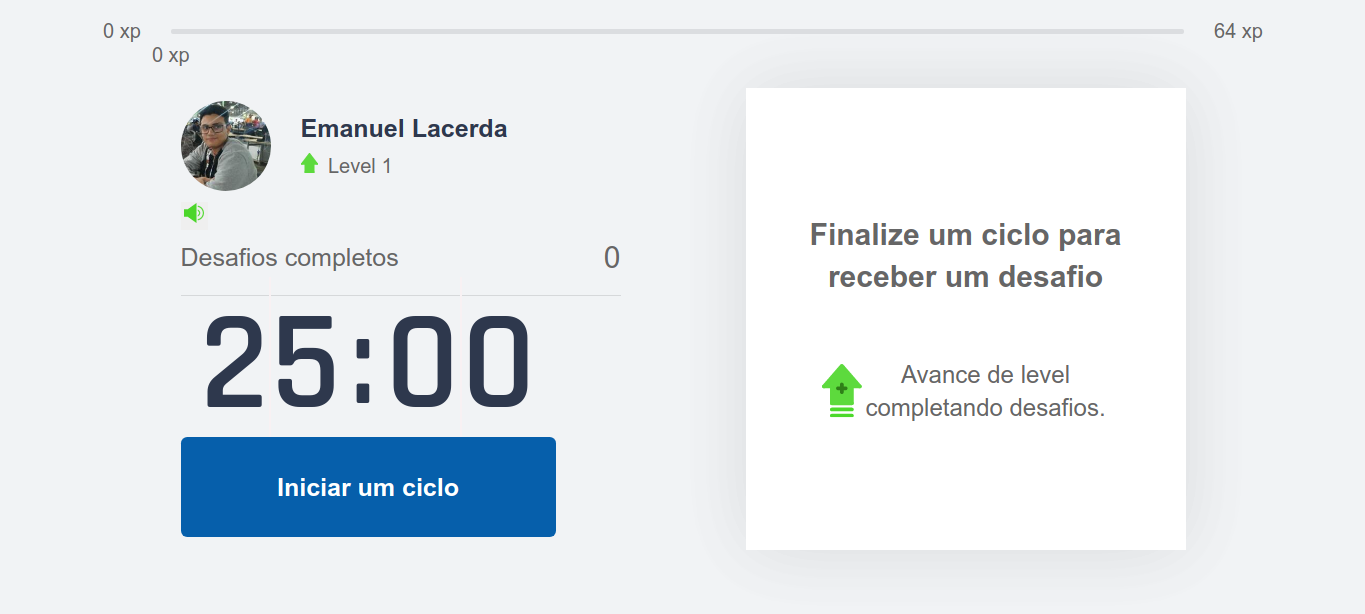 0 xp
64 xp
0 xp
Emanuel Lacerda
Level 1
Desafios completos
0
25:00
Iniciar um ciclo
Finalize um ciclo para
receber um desafio
Avance de level
completando desafios.